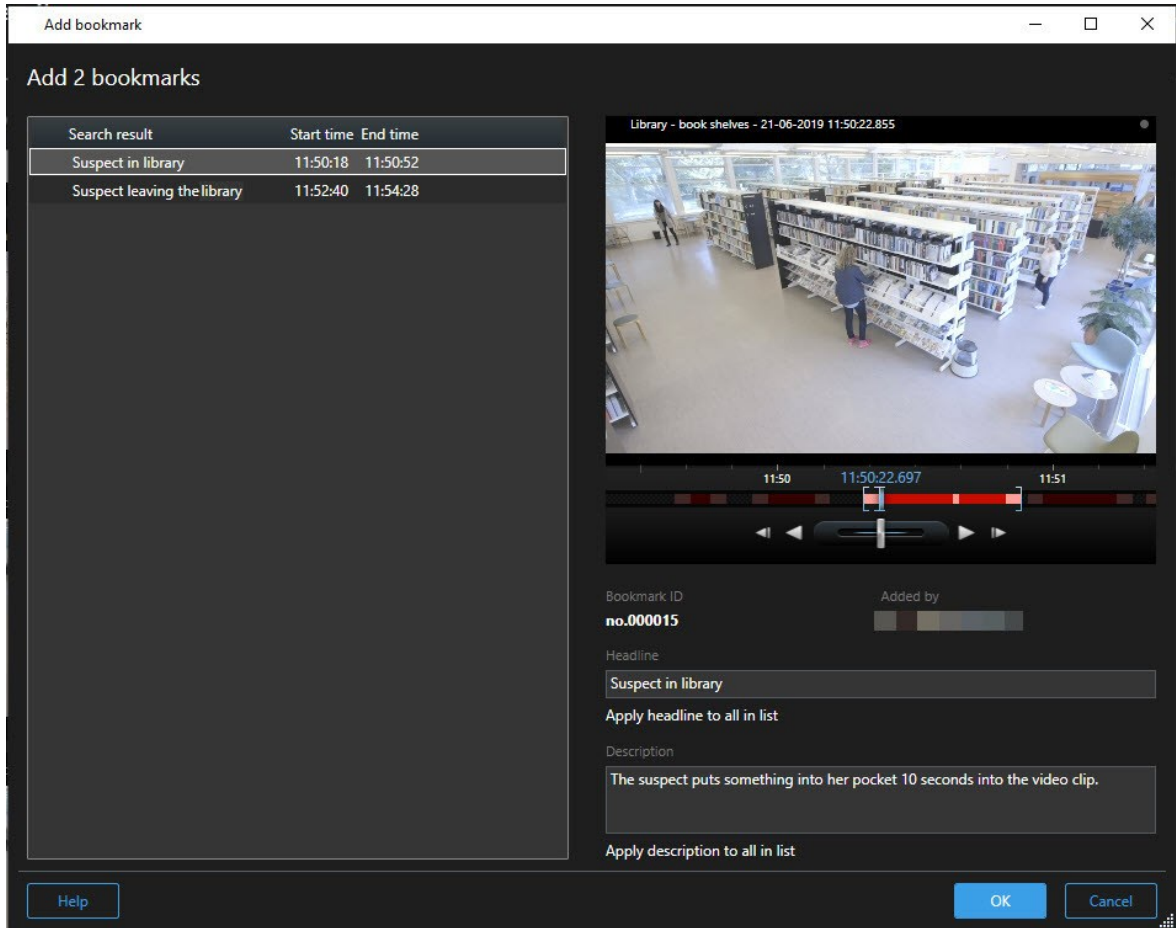 Add bookmark
Add 2 bookmarks
Search result Start time End time
Suspect in library 11:50:18 11:50:52
Suspect leaving the library 11:52:40 11:54:28
Library - book shelves - 21-06-2019 11:50:22.855
11:50 11:50:22.697 11:51
Bookmark ID Added by
no.000015
Headline
Suspect in library
Apply headline to all in list
Description
The suspect puts something into her pocket 10 seconds into the video clip.
Apply description to all in list
Help OK Cancel